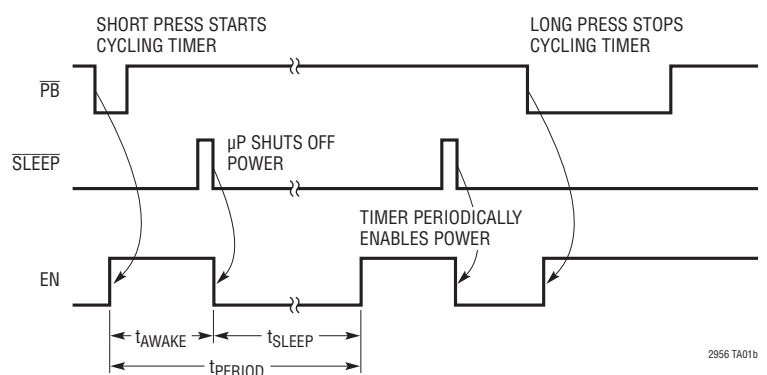 SHORT PRESS STARTS
CYCLING TIMER
LONG PRESS STOPS
CYCLING TIMER
PB
µP SHUTS OFF
POWER
SLEEP
TIMER PERIODICALLY
ENABLES POWER
EN
tAWAKE
tSLEEP
tPERIOD
2956 TA01b